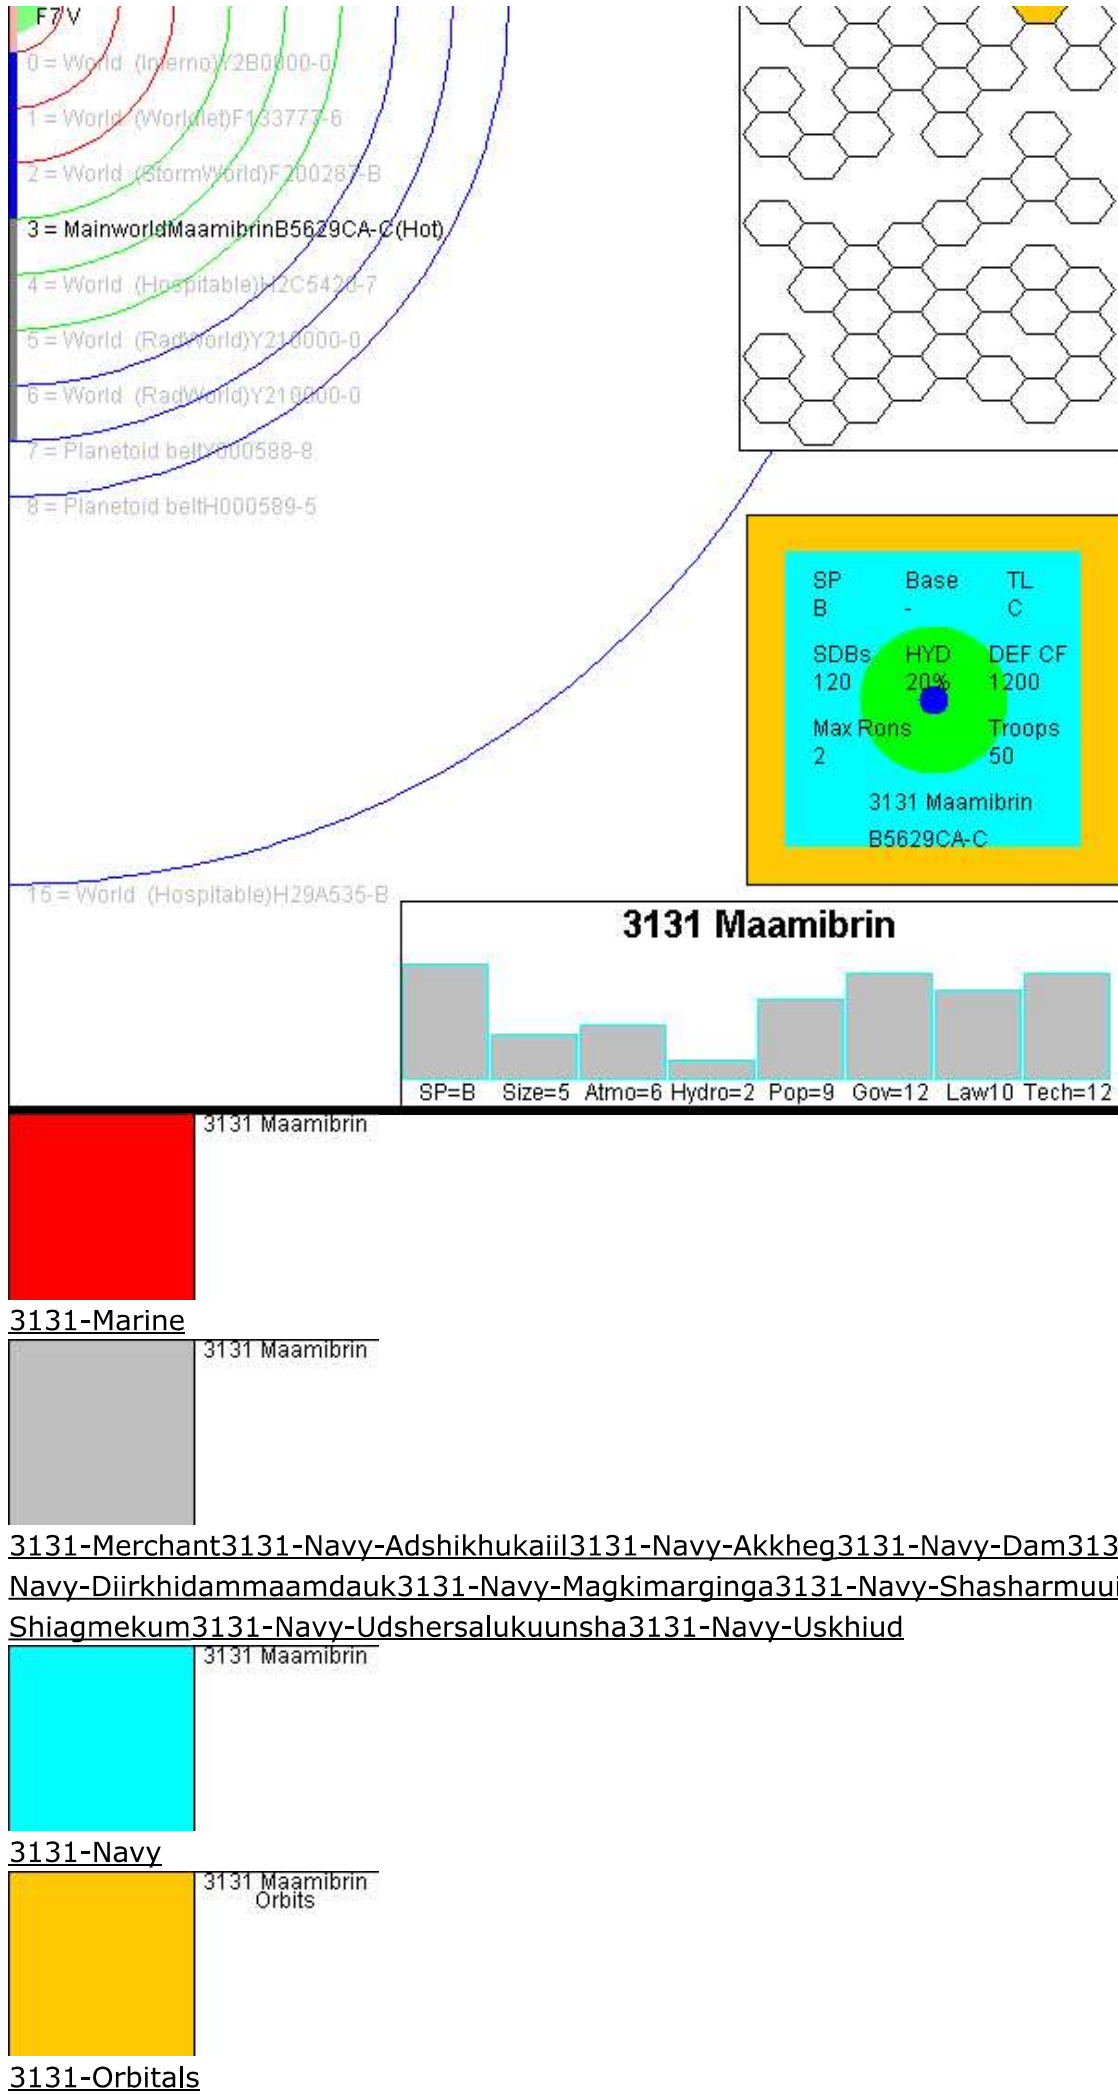 F7 V
0 = World (Inferno)Y2B0000-0
1 = World (Worldlet)F133777-6
2 = World (StormWorld)F200287-B
3 = MainworldMaamibrinB5629CA-C(Hot)
4 = World (Hospitable)H2C5420-7
5 = World (RadWorld)Y210000-0
6 = World (RadWorld)Y210000-0
7 = Planetoid beltY000588-8
8 = Planetoid beltH000589-5
SP Base TL
B - C
SDBs HYD DEF CF
120 20% 1200
Max Rons Troops
2 50
3131 Maamibrin
B5629CA-C
15 = World (Hospitable)H29A535-B
3131 Maamibrin
SP=B Size=5 Atmo=6 Hydro=2 Pop=9 Gov=12 Law10 Tech=12
3131 Maamibrin
3131-Marine
3131 Maamibrin
3131-Merchant3131-Navy-Adshikhukaiil3131-Navy-Akkheg3131-Navy-Dam313
Navy-Diirkhidammaamdauk3131-Navy-Magkimarginga3131-Navy-Shasharmuui
Shiagmekum3131-Navy-Udshersalukuunsha3131-Navy-Uskhiud
3131 Maamibrin
3131-Navy
3131 Maamibrin
Orbits
3131-Orbitals